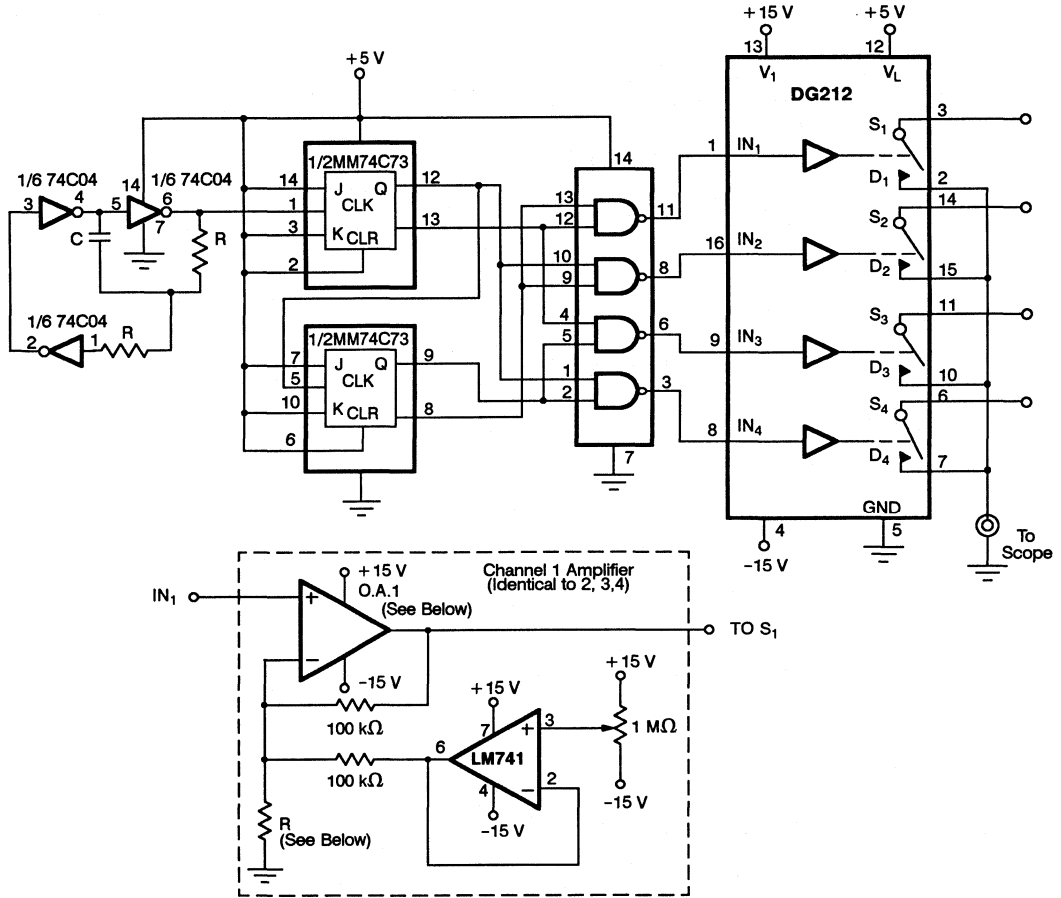 +15 V
+5 V
13
12
V1
VL
DG212
+5 V
1/6 74C04
1/6 74C04
14
3
4
5
6
7
C
R
1/6 74C04
2
1
R
1/2MM74C73
14
J
Q
12
1
CLK
3
K
CLR
13
2
1/2MM74C73
7
J
Q
9
5
CLK
10
K
CLR
8
6
14
13
12
11
10
9
8
4
5
6
1
2
3
7
1
IN1
S1
3
D1
2
16
IN2
S2
14
D2
15
9
IN3
S3
11
D3
10
8
IN4
S4
6
D4
7
GND
4
5
−15 V
To
Scope
Channel 1 Amplifier
(Identical to 2, 3,4)
+15 V
O.A.1
(See Below)
IN1
+
−
−15 V
TO S1
100 kΩ
100 kΩ
R
(See Below)
+15 V
7
6
LM741
+
3
−
2
4
−15 V
+15 V
1 MΩ
−15 V